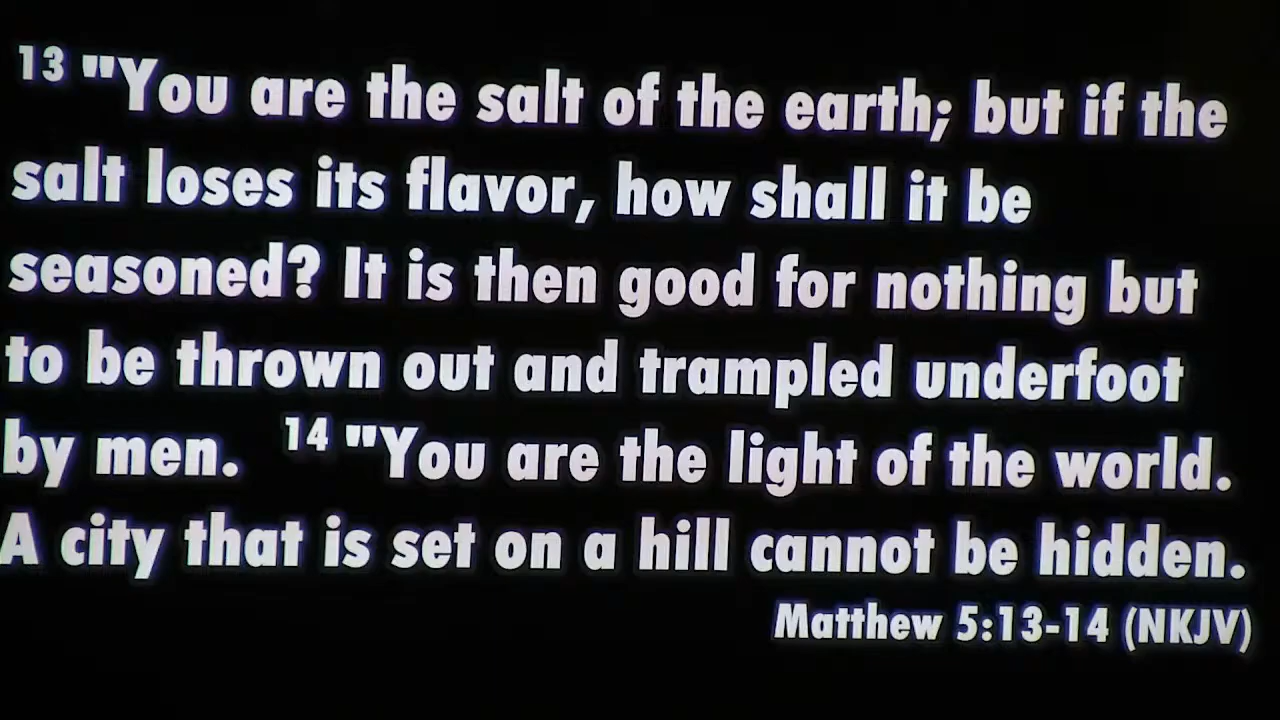 13 "You are the salt of the earth; but if the
salt loses its flavor, how shall it be
seasoned? It is then good for nothing but
to be thrown out and trampled underfoot
by men. 14 "You are the light of the world.
A city that is set on a hill cannot be hidden.
Matthew 5:13-14 (NKJV)